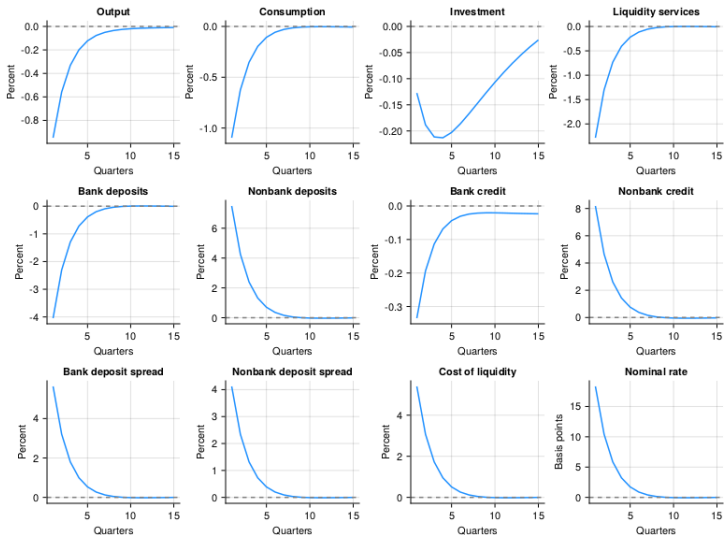 Output
Percent
0.0
-0.2
-0.4
-0.6
-0.8
5
10
15
Quarters
Consumption
Percent
0.0
-0.5
-1.0
5
10
15
Quarters
Investment
Percent
0.00
-0.05
-0.10
-0.15
-0.20
5
10
15
Quarters
Liquidity services
Percent
0.0
-0.5
-1.0
-1.5
-2.0
5
10
15
Quarters
Bank deposits
Percent
0
-1
-2
-3
-4
5
10
15
Quarters
Nonbank deposits
Percent
6
4
2
0
5
10
15
Quarters
Bank credit
Percent
0.0
-0.1
-0.2
-0.3
5
10
15
Quarters
Nonbank credit
Percent
8
6
4
2
0
5
10
15
Quarters
Bank deposit spread
Percent
4
2
0
5
10
15
Quarters
Nonbank deposit spread
Percent
4
3
2
1
0
5
10
15
Quarters
Cost of liquidity
Percent
4
2
0
5
10
15
Quarters
Nominal rate
Basis points
15
10
5
0
5
10
15
Quarters